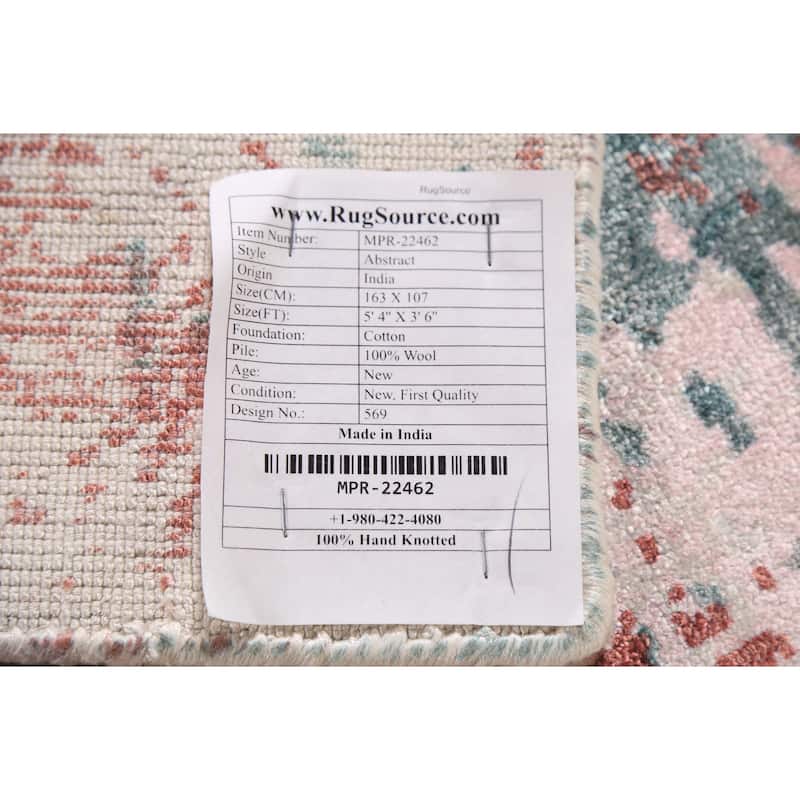 RugSource
www.RugSource.com
Item Number: MPR-22462
Style Abstract
Origin India
Size(CM): 163 X 107
Size(FT): 5' 4" X 3' 6"
Foundation: Cotton
Pile: 100% Wool
Age: New
Condition: New, First Quality
Design No.: 569
Made in India
MPR-22462
+1-980-422-4080
100% Hand Knotted